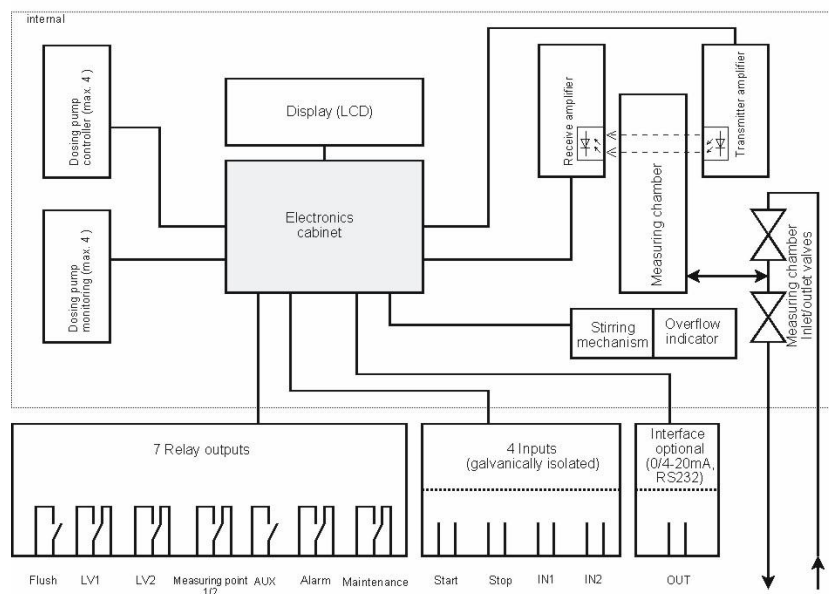 internal
Dosing pump
controller (max. 4 )
Display (LCD)
Receive amplifier
Measuring chamber
Transmitter amplifier
Electronics
cabinet
Dosing pump
monitoring (max. 4 )
Measuring chamber
Inlet/outlet valves
Stirring
mechanism
Overflow
indicator
7 Relay outputs
4 Inputs
(galvanically isolated)
Interface
optional
(0/4-20mA,
RS232)
Flush
LV1
LV2
Measuring point
1/2
AUX
Alarm
Maintenance
Start
Stop
IN1
IN2
OUT